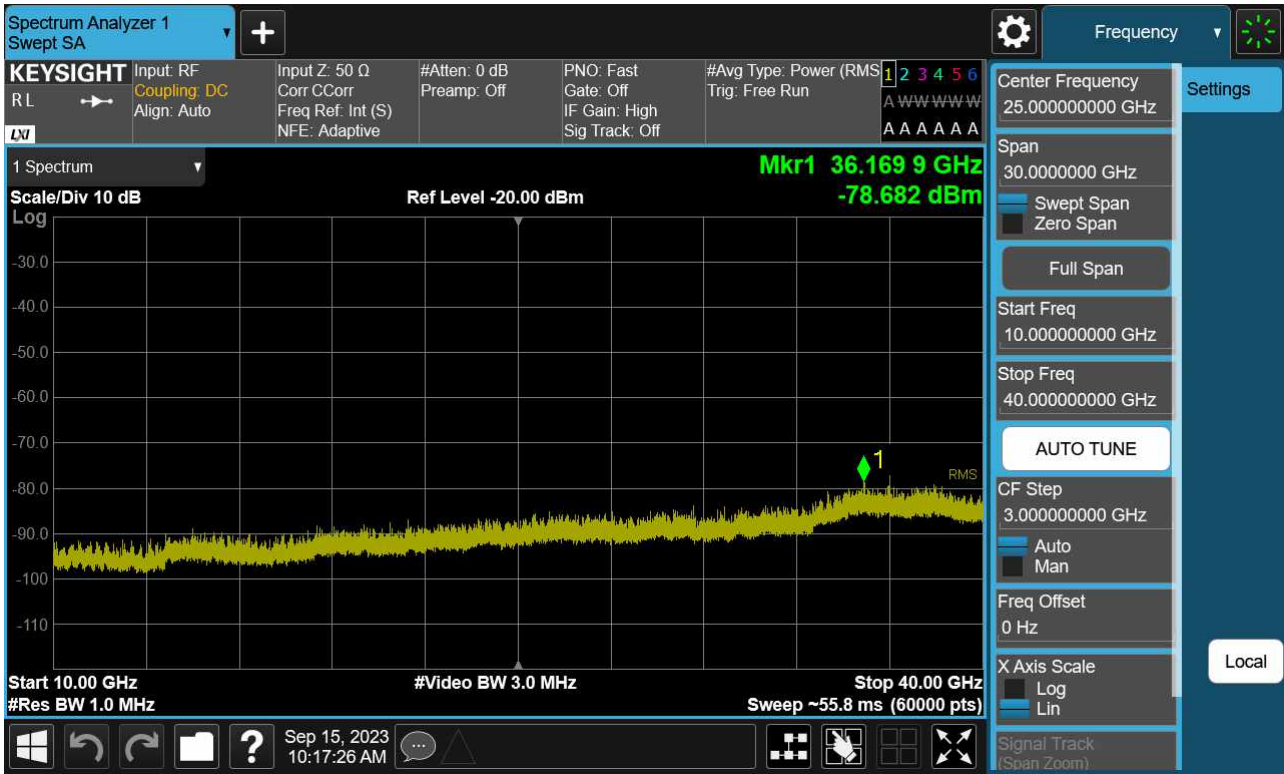 Spectrum Analyzer 1
Swept SA
+
Frequency
KEYSIGHT
R L
LXI
Input: RF
Coupling: DC
Align: Auto
Input Z: 50 Ω
Corr CCorr
Freq Ref: Int (S)
NFE: Adaptive
#Atten: 0 dB
Preamp: Off
PNO: Fast
Gate: Off
IF Gain: High
Sig Track: Off
#Avg Type: Power (RMS
Trig: Free Run
1 2 3 4 5 6
A W W W W W
A A A A A A
1 Spectrum
Scale/Div 10 dB
Log
Ref Level -20.00 dBm
Mkr1 36.169 9 GHz
-78.682 dBm
-30.0
-40.0
-50.0
-60.0
-70.0
-80.0
-90.0
-100
-110
1
RMS
Start 10.00 GHz
#Res BW 1.0 MHz
#Video BW 3.0 MHz
Stop 40.00 GHz
Sweep ~55.8 ms (60000 pts)
?
Sep 15, 2023
10:17:26 AM
Center Frequency
25.000000000 GHz
Span
30.0000000 GHz
Swept Span
Zero Span
Full Span
Start Freq
10.000000000 GHz
Stop Freq
40.000000000 GHz
AUTO TUNE
CF Step
3.000000000 GHz
Auto
Man
Freq Offset
0 Hz
X Axis Scale
Log
Lin
Signal Track
(Span Zoom)
Settings
Local